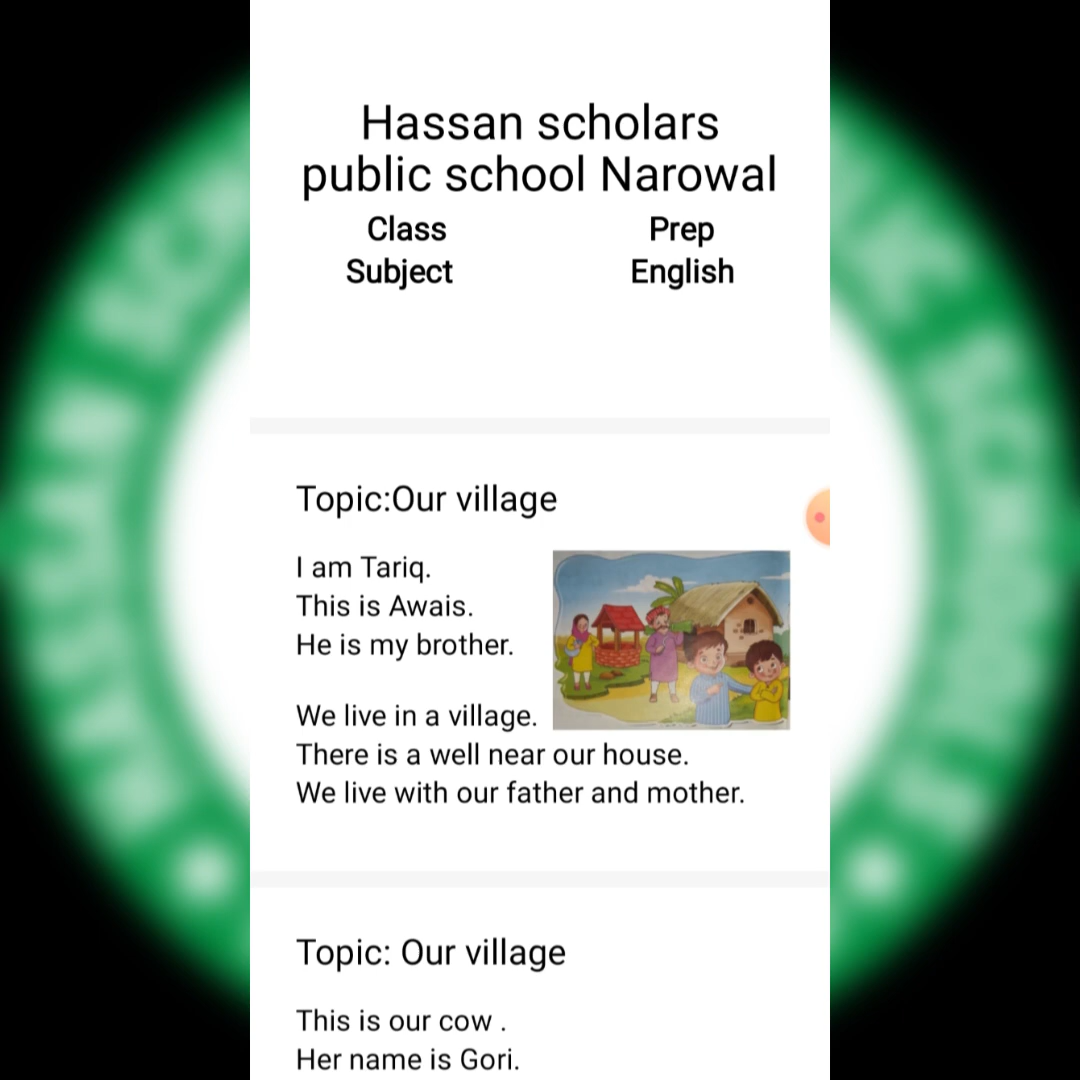 Hassan scholars
public school Narowal
Class Prep
Subject English
Topic:Our village
I am Tariq.
This is Awais.
He is my brother.
We live in a village.
There is a well near our house.
We live with our father and mother.
Topic: Our village
This is our cow .
Her name is Gori.